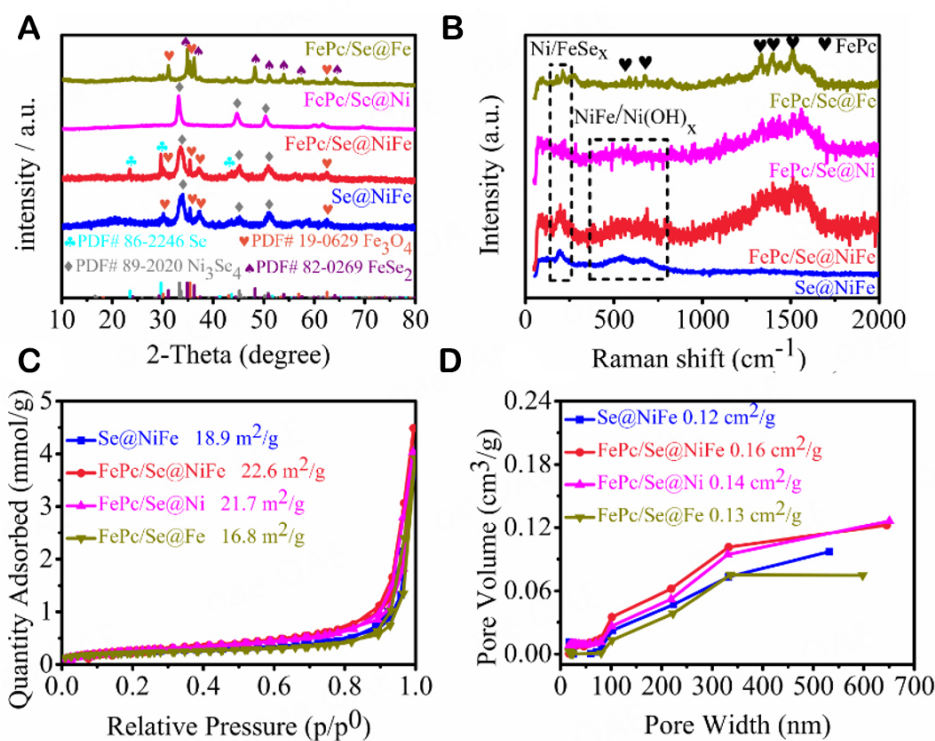 A
FePc/Se@Fe
FePc/Se@Ni
FePc/Se@NiFe
Se@NiFe
PDF# 86-2246 Se
PDF# 19-0629 Fe3O4
PDF# 89-2020 Ni3Se4
PDF# 82-0269 FeSe2
10 20 30 40 50 60 70 80
2-Theta (degree)
intensity / a.u.
B
Ni/FeSex
FePc
FePc/Se@Fe
NiFe/Ni(OH)x
FePc/Se@Ni
FePc/Se@NiFe
Se@NiFe
0 500 1000 1500 2000
Raman shift (cm-1)
Intensity (a.u.)
C
5
4
3
2
1
0
Se@NiFe 18.9 m2/g
FePc/Se@NiFe 22.6 m2/g
FePc/Se@Ni 21.7 m2/g
FePc/Se@Fe 16.8 m2/g
0.0 0.2 0.4 0.6 0.8 1.0
Relative Pressure (p/p0)
Quantity Adsorbed (mmol/g)
D
0.24
0.18
0.12
0.06
0.00
Se@NiFe 0.12 cm2/g
FePc/Se@NiFe 0.16 cm2/g
FePc/Se@Ni 0.14 cm2/g
FePc/Se@Fe 0.13 cm2/g
0 100 200 300 400 500 600 700
Pore Width (nm)
Pore Volume (cm3/g)